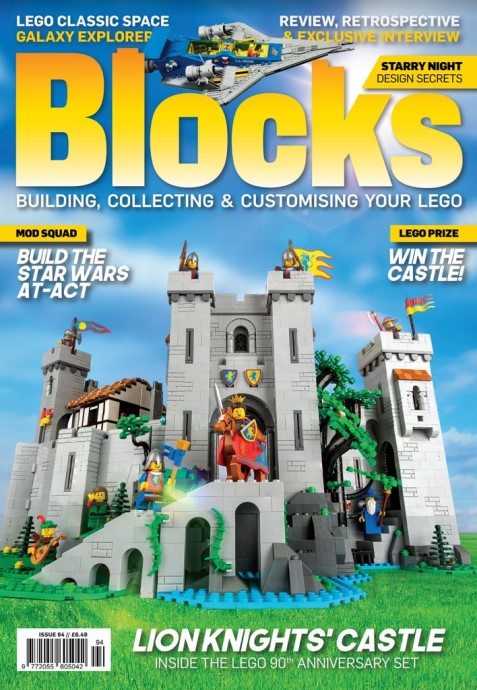 LEGO CLASSIC SPACE
GALAXY EXPLORER
REVIEW, RETROSPECTIVE
& EXCLUSIVE INTERVIEW
STARRY NIGHT
DESIGN SECRETS
Blocks
BUILDING, COLLECTING & CUSTOMISING YOUR LEGO
MOD SQUAD
BUILD THE
STAR WARS
AT-ACT
LEGO PRIZE
WIN THE
CASTLE!
ISSUE 94 // £6.49
94
9 772055 605042
LION KNIGHTS' CASTLE
INSIDE THE LEGO 90th ANNIVERSARY SET